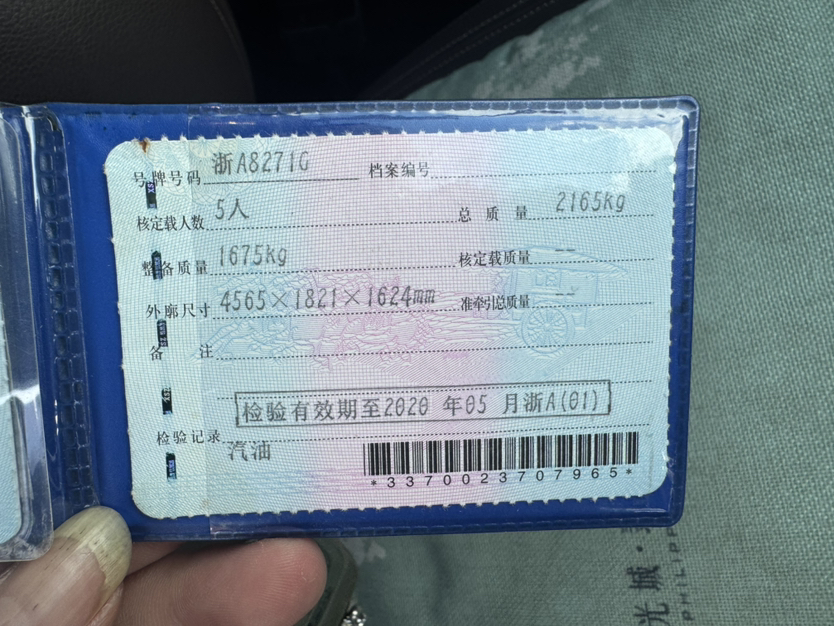 号牌号码 浙A8271G 档案编号
核定载人数 5人 总质量 2165kg
整备质量 1675kg 核定载质量 --
外廓尺寸 4565×1821×1624mm 准牵引总质量 --
备注
检验有效期至2020年05月浙A(01)
检验记录
汽油
*3370023707965*
光城·
PHILIPP